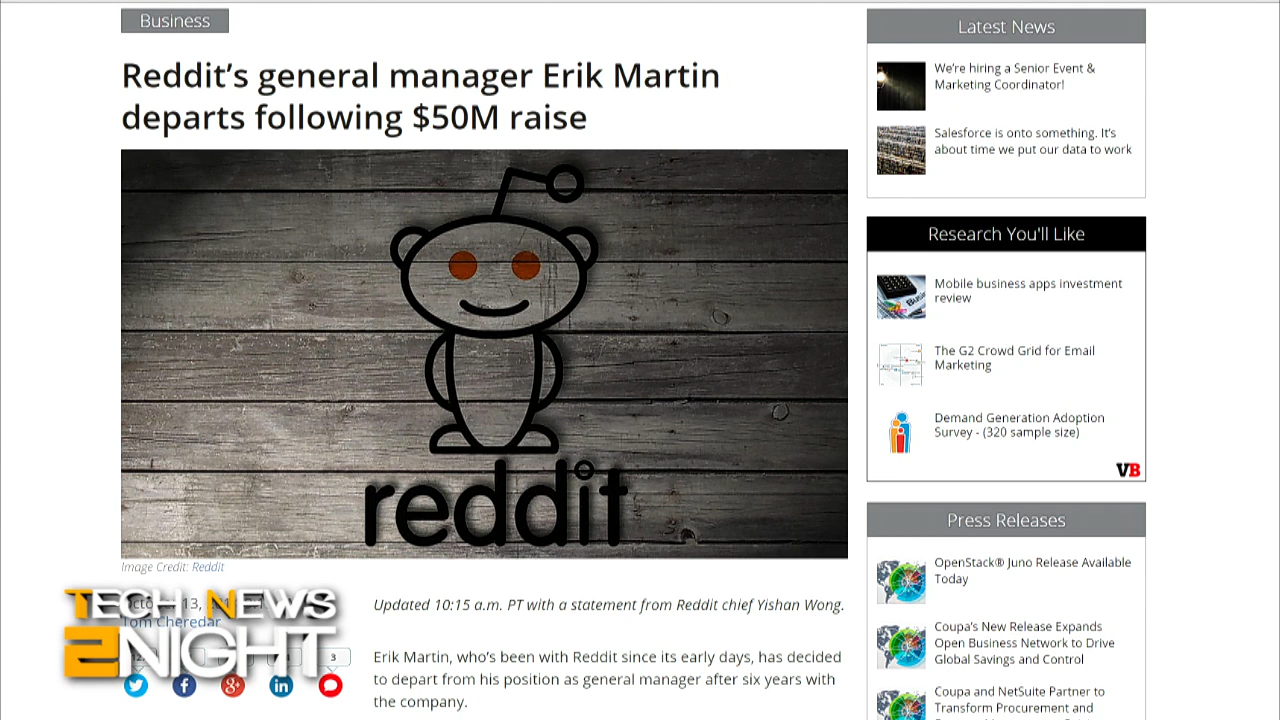 Business
Reddit's general manager Erik Martin
departs following $50M raise
reddit
Image Credit: Reddit
13,
Tom Cheredar
TECH NEWS
2NIGHT
3
Updated 10:15 a.m. PT with a statement from Reddit chief Yishan Wong.
Erik Martin, who's been with Reddit since its early days, has decided
to depart from his position as general manager after six years with
the company.
Latest News
We're hiring a Senior Event &
Marketing Coordinator!
Salesforce is onto something. It's
about time we put our data to work
Research You'll Like
Mobile business apps investment
review
The G2 Crowd Grid for Email
Marketing
Demand Generation Adoption
Survey - (320 sample size)
VB
Press Releases
OpenStack® Juno Release Available
Today
Coupa's New Release Expands
Open Business Network to Drive
Global Savings and Control
Coupa and NetSuite Partner to
Transform Procurement and